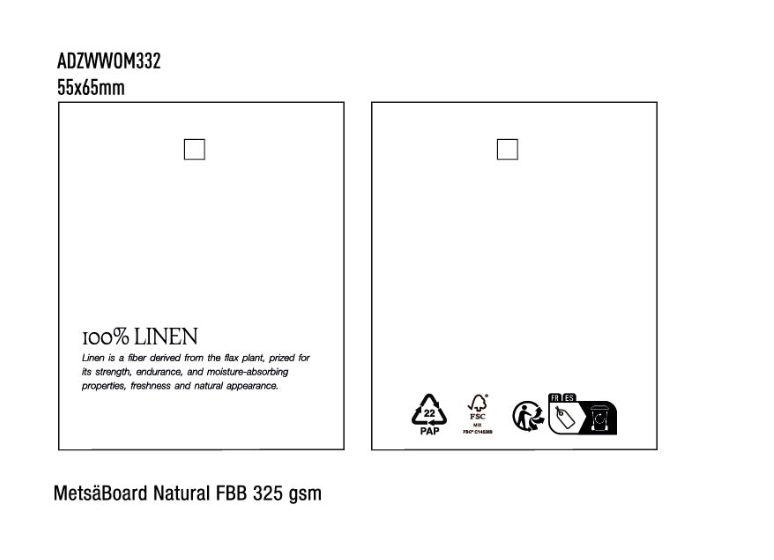 ADZWWOM332
55x65mm
100% LINEN
Linen is a fiber derived from the flax plant, prized for
its strength, endurance, and moisture-absorbing
properties, freshness and natural appearance.
22
PAP
FSC
MIX
FR ES
MetsäBoard Natural FBB 325 gsm